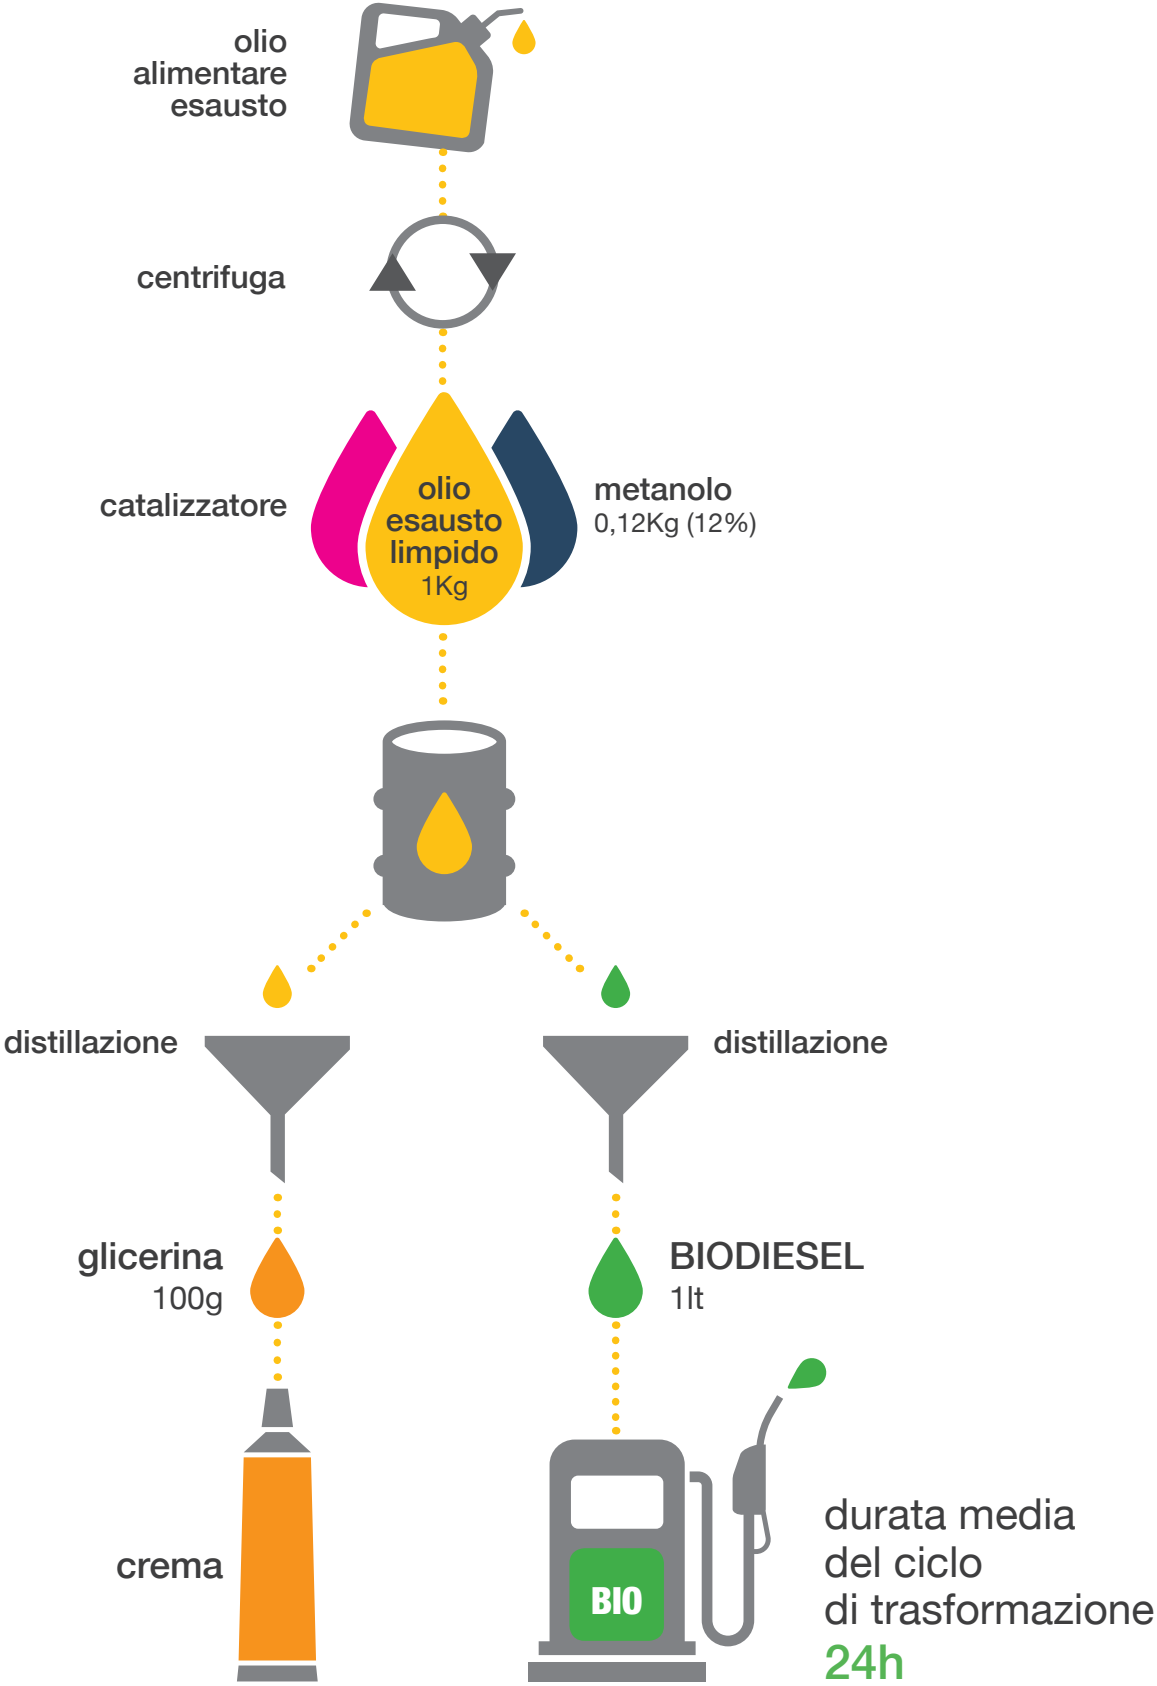 olio
alimentare
esausto
centrifuga
catalizzatore
olio
esausto
limpido
1Kg
metanolo
0,12Kg (12%)
distillazione
distillazione
glicerina
100g
BIODIESEL
1lt
crema
BIO
durata media
del ciclo
di trasformazione
24h